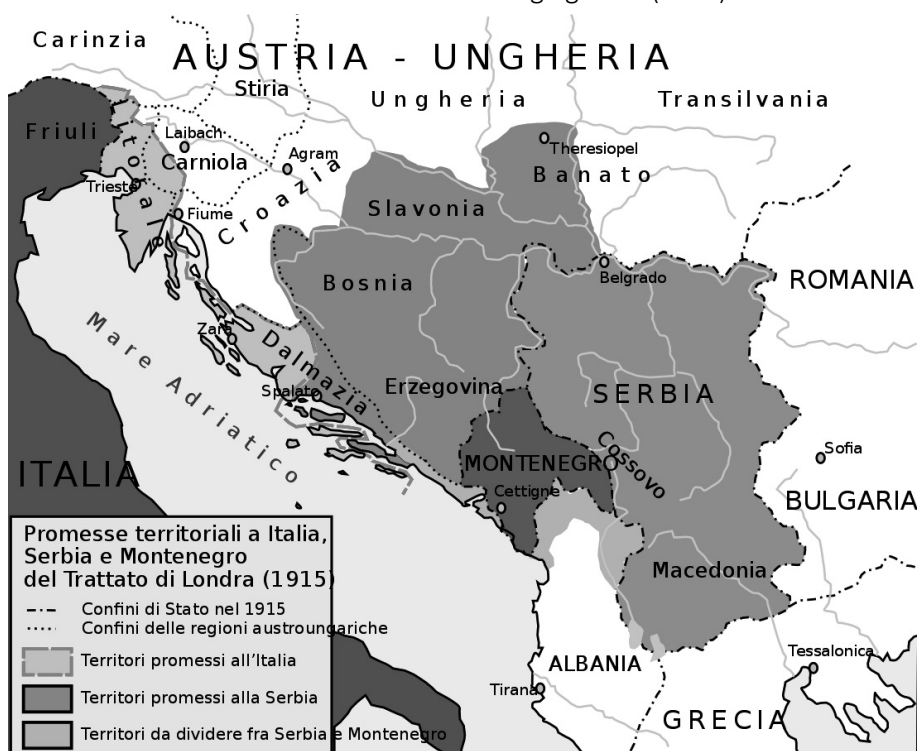 Carinzia
AUSTRIA - UNGHERIA
Stiria
Ungheria
Transilvania
Friuli
Litorale
Laibach
Carniola
Agram
Theresiopel
Banato
Trieste
Fiume
Croazia
Slavonia
Belgrado
Bosnia
ROMANIA
Mare Adriatico
Zara
Dalmazia
Spalato
Erzegovina
SERBIA
Cossovo
MONTENEGRO
Cettigne
Sofia
BULGARIA
ITALIA
Macedonia
ALBANIA
Tirana
Tessalonica
GRECIA
Promesse territoriali a Italia,
Serbia e Montenegro
del Trattato di Londra (1915)
Confini di Stato nel 1915
Confini delle regioni austroungariche
Territori promessi all'Italia
Territori promessi alla Serbia
Territori da dividere fra Serbia e Montenegro